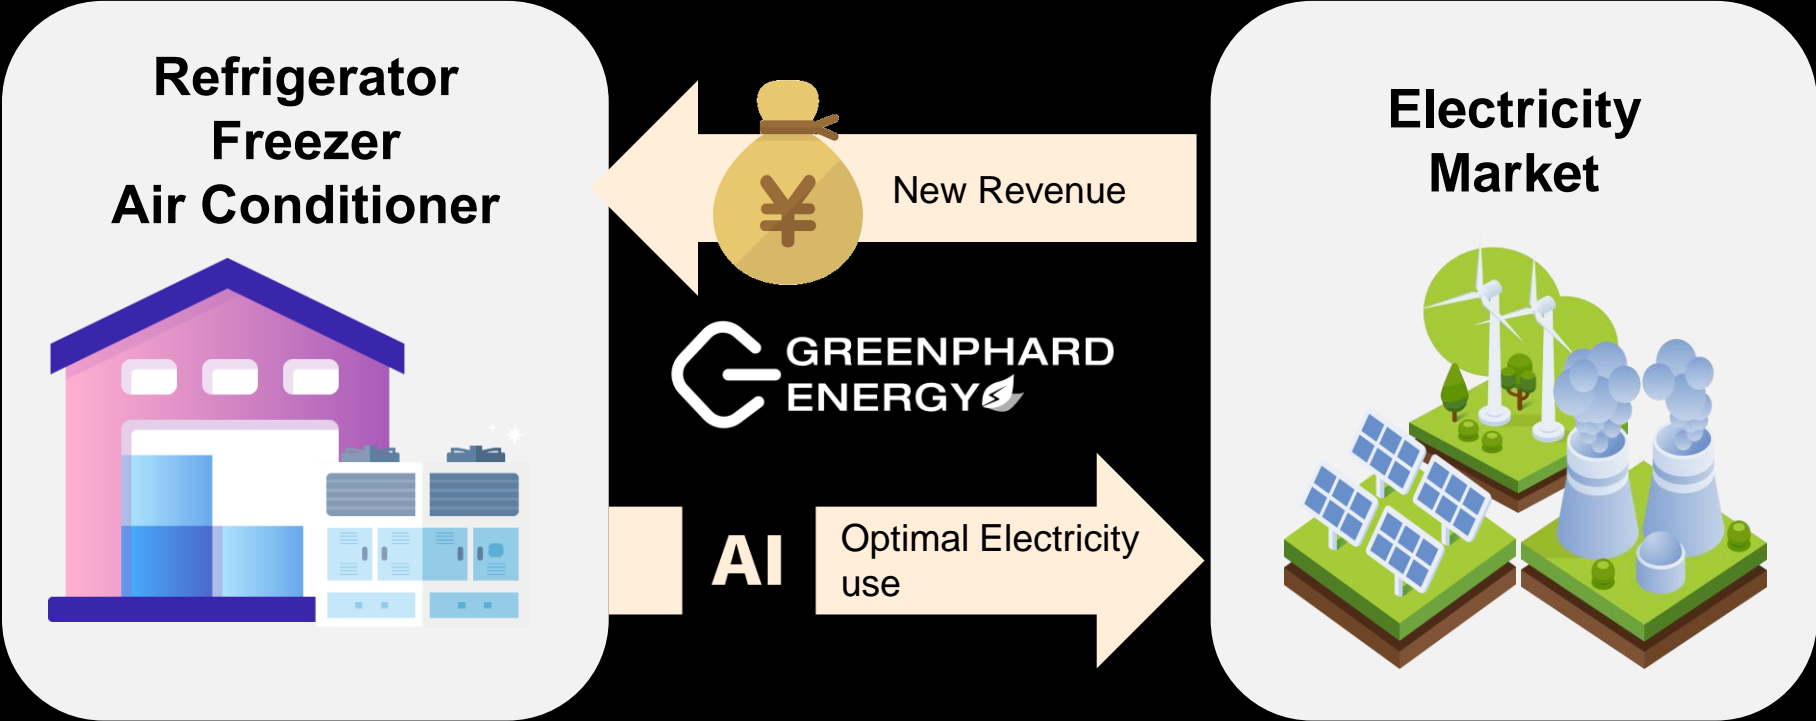 Refrigerator
Freezer
Air Conditioner
¥
New Revenue
Electricity
Market
GREENPHARD
ENERGY
AI
Optimal Electricity
use